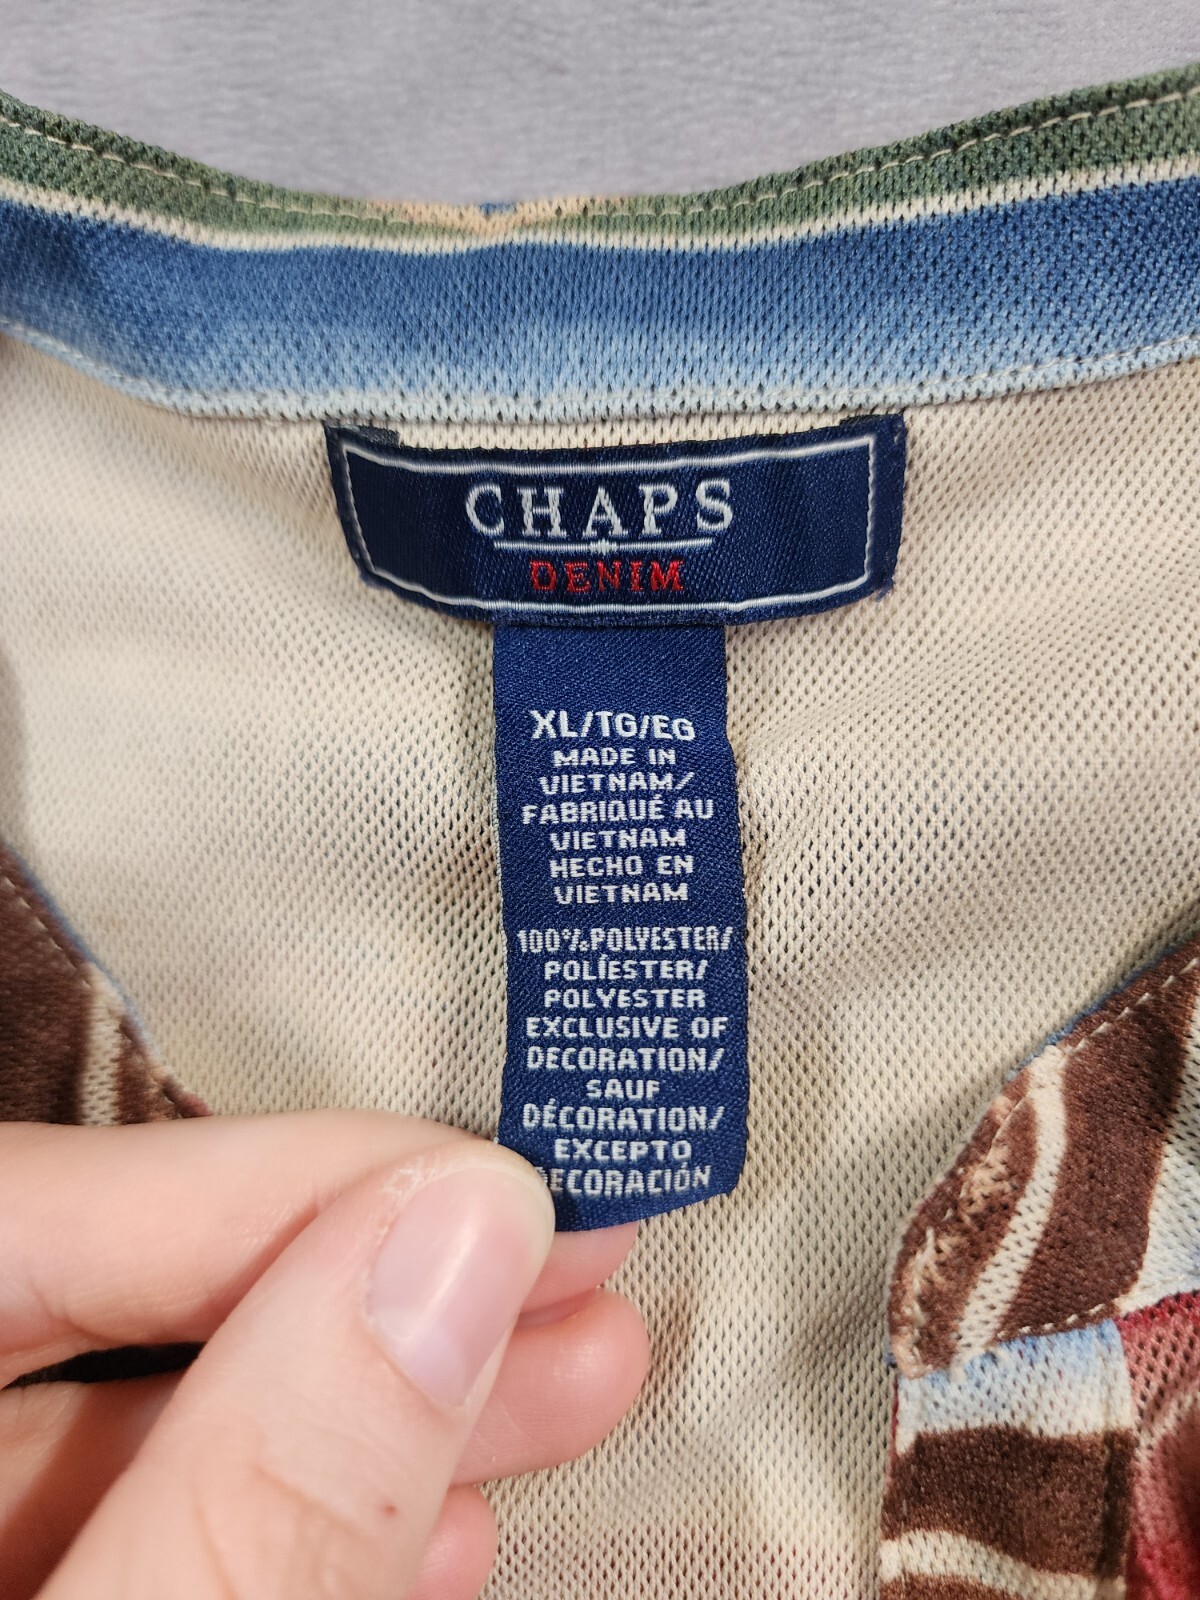 CHAPS
DENIM
XL/TG/EG
MADE IN
VIETNAM/
FABRIQUÉ AU
VIETNAM
HECHO EN
VIETNAM
100%POLYESTER/
POLÍESTER/
POLYESTER
EXCLUSIVE OF
DECORATION/
SAUF
DÉCORATION/
EXCEPTO
DECORACIÓN